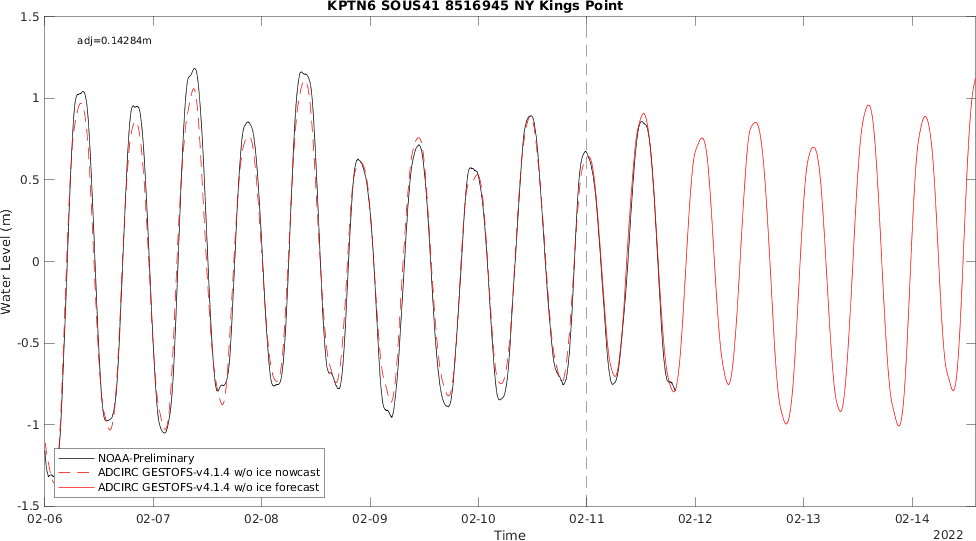 KPTN6 SOUS41 8516945 NY Kings Point
adj=0.14284m
1.5
1
0.5
0
-0.5
-1
-1.5
Water Level (m)
NOAA-Preliminary
ADCIRC GESTOFS-v4.1.4 w/o ice nowcast
ADCIRC GESTOFS-v4.1.4 w/o ice forecast
02-06 02-07 02-08 02-09 02-10 02-11 02-12 02-13 02-14
Time
2022